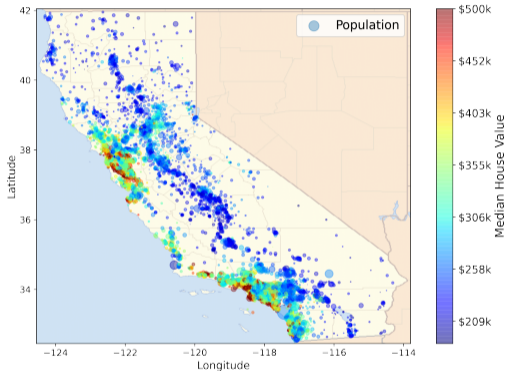 Population
42
40
38
36
34
Latitude
−124
−122
−120
−118
−116
−114
Longitude
$500k
$452k
$403k
$355k
$306k
$258k
$209k
Median House Value